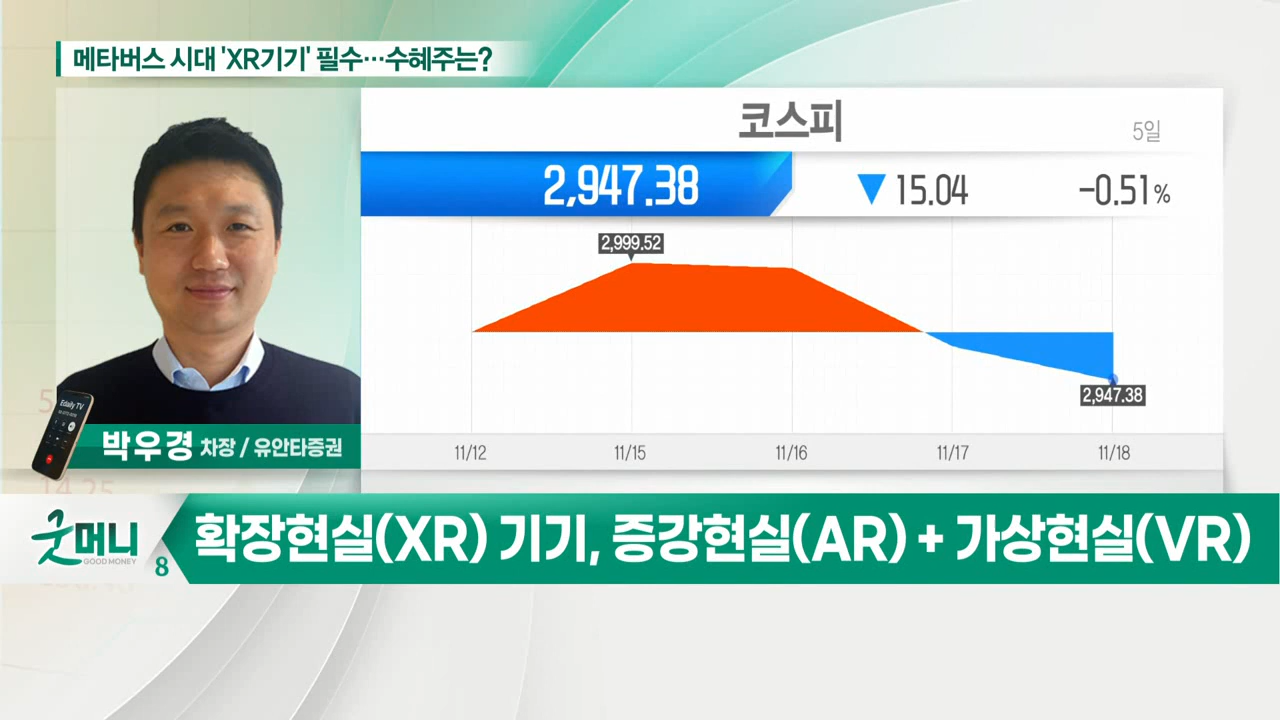 메타버스 시대 'XR기기' 필수…수혜주는?
코스피
5일
2,947.38 ▼ 15.04 -0.51%
2,999.52
2,947.38
11/12 11/15 11/16 11/17 11/18
Edaily TV
박우경 차장 / 유안타증권
굿머니
GOOD MONEY
8
확장현실(XR) 기기, 증강현실(AR) + 가상현실(VR)